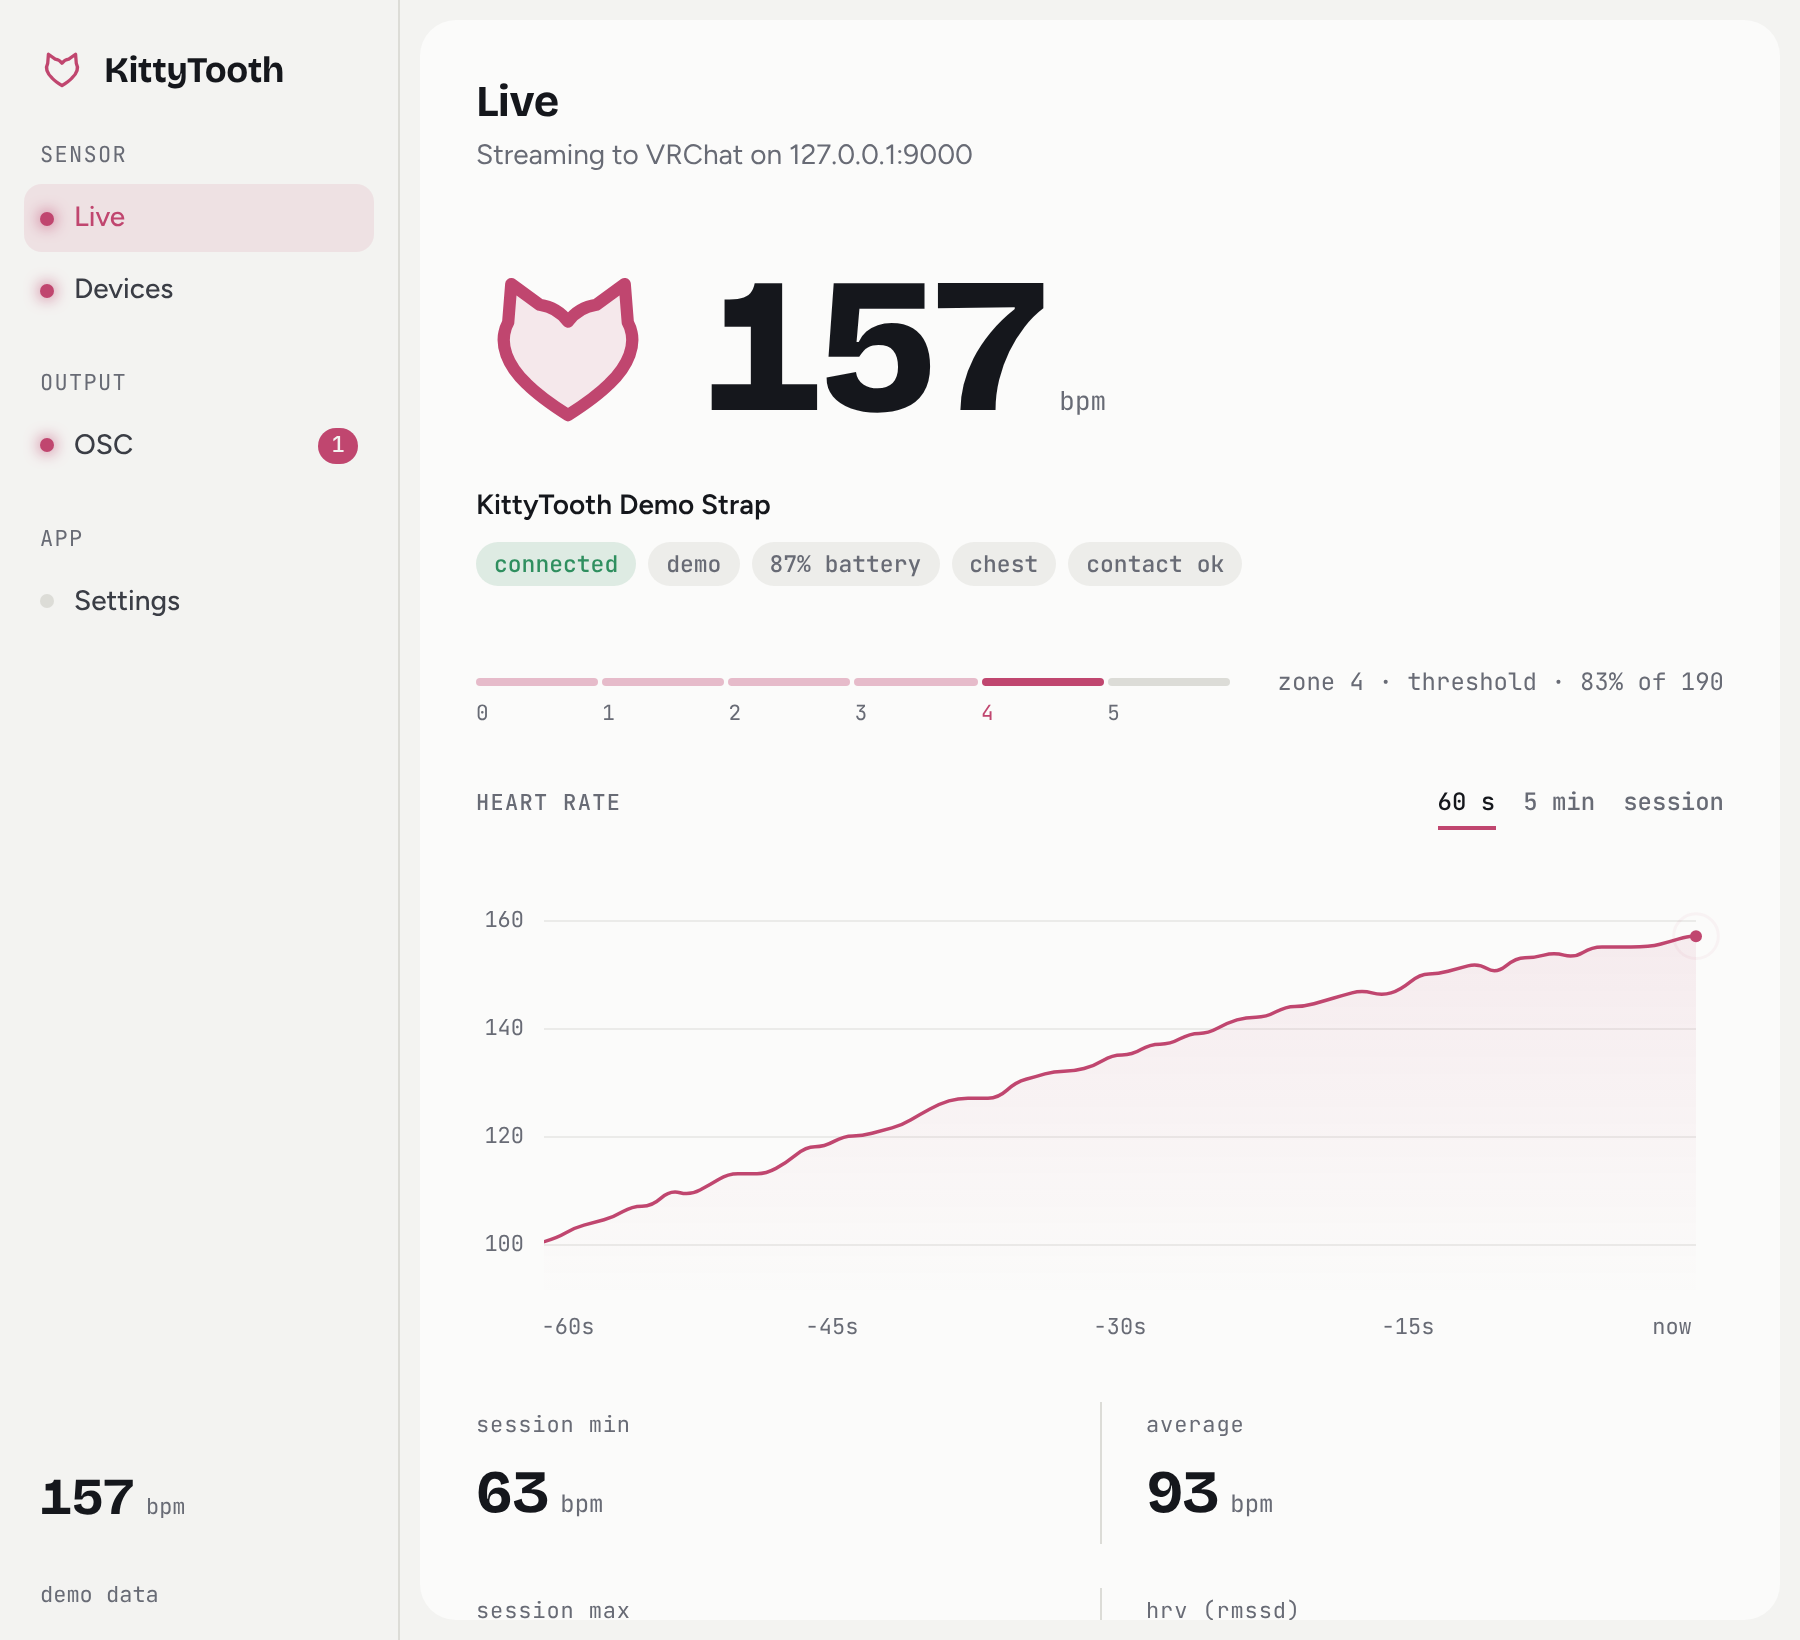 KittyTooth
SENSOR
Live
Devices
OUTPUT
OSC 1
APP
Settings
157 bpm
demo data
Live
Streaming to VRChat on 127.0.0.1:9000
157 bpm
KittyTooth Demo Strap
connected demo 87% battery chest contact ok
zone 4 · threshold · 83% of 190
0 1 2 3 4 5
HEART RATE 60 s 5 min session
160
140
120
100
-60s -45s -30s -15s now
session min average
63 bpm 93 bpm
session max hrv (rmssd)